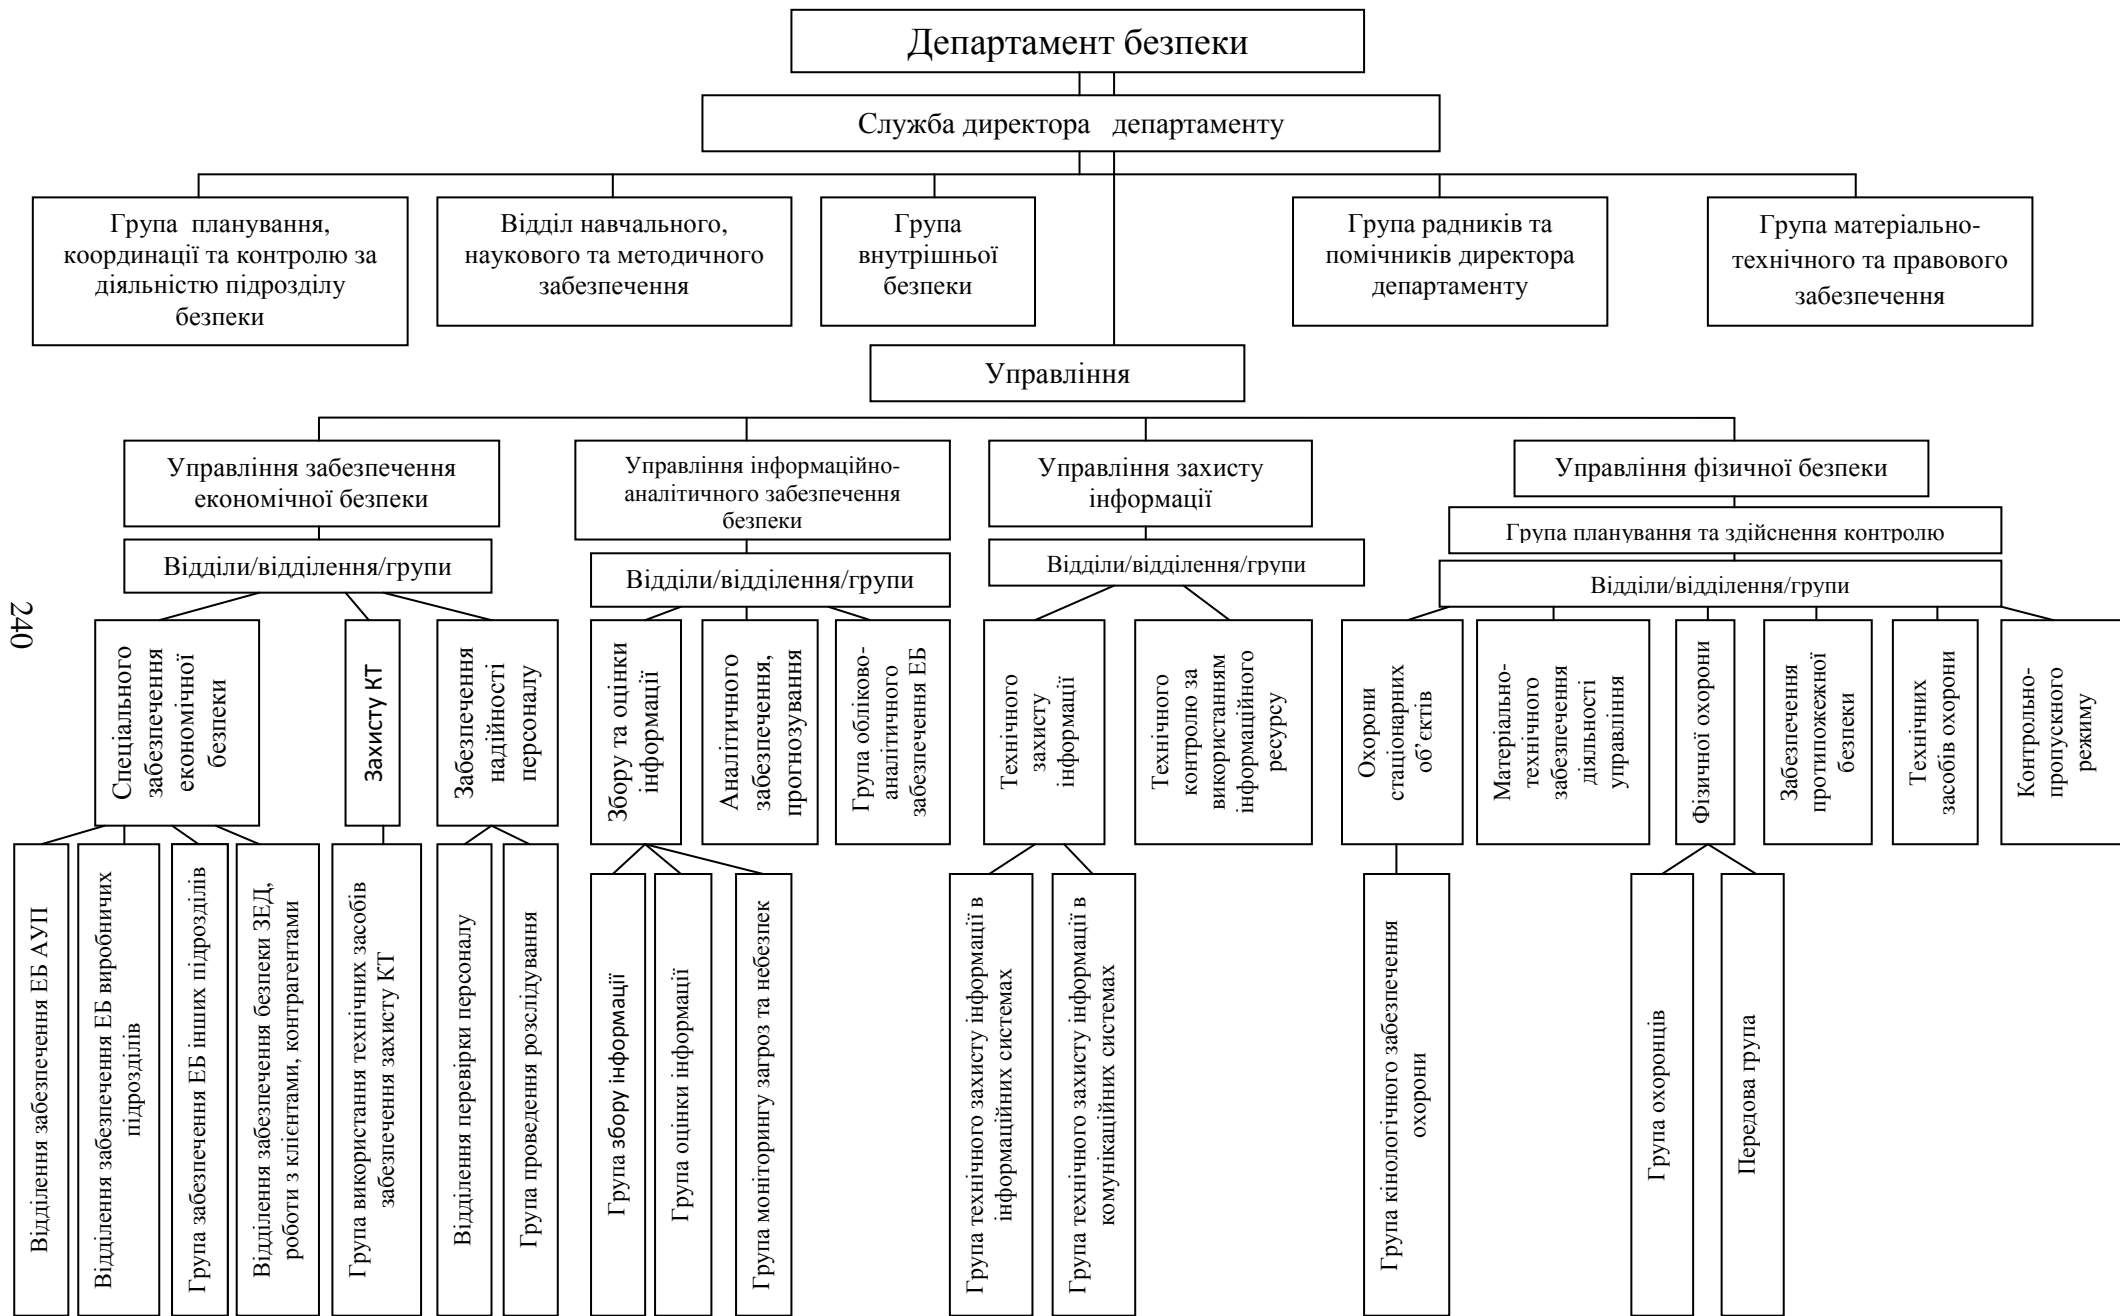 Департамент безпеки
Служба директора департаменту
Група планування,
координації та контролю за
діяльністю підрозділу
безпеки
Відділ навчального,
наукового та методичного
забезпечення
Група
внутрішньої
безпеки
Група радників та
помічників директора
департаменту
Група матеріально-
технічного та правового
забезпечення
Управління
Управління забезпечення
економічної безпеки
Управління інформаційно-
аналітичного забезпечення
безпеки
Управління захисту
інформації
Управління фізичної безпеки
Група планування та здійснення контролю
Відділи/відділення/групи
Відділи/відділення/групи
Відділи/відділення/групи
Відділи/відділення/групи
Спеціального
забезпечення
економічної
безпеки
Захисту КТ
Забезпечення
надійності
персоналу
Збору та оцінки
інформації
Аналітичного
забезпечення,
прогнозування
Група обліково-
аналітичного
забезпечення ЕБ
Технічного
захисту
інформації
Технічного
контролю за
використанням
інформаційного
ресурсу
Охорони
стаціонарних
об’єктів
Матеріально-
технічного
забезпечення
діяльності
управління
Фізичної охорони
Забезпечення
протипожежної
безпеки
Технічних
засобів охорони
Контрольно-
пропускного
режиму
Відділення забезпечення ЕБ АУП
Відділення забезпечення ЕБ виробничих
підрозділів
Група забезпечення ЕБ інших підрозділів
Відділення забезпечення безпеки ЗЕД,
роботи з клієнтами, контрагентами
Група використання технічних засобів
забезпечення захисту КТ
Відділення перевірки персоналу
Група проведення розслідування
Група збору інформації
Група оцінки інформації
Група моніторингу загроз та небезпек
Група технічного захисту інформації в
інформаційних системах
Група технічного захисту інформації в
комунікаційних системах
Група кінологічного забезпечення
охорони
Група охоронців
Передова група
240